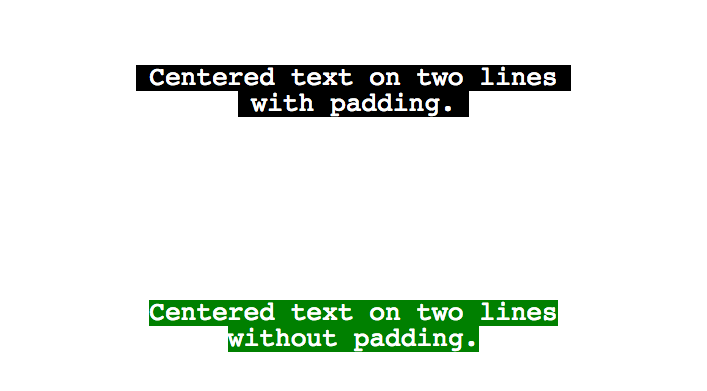 Centered text on two lines
with padding.
Centered text on two lines
without padding.